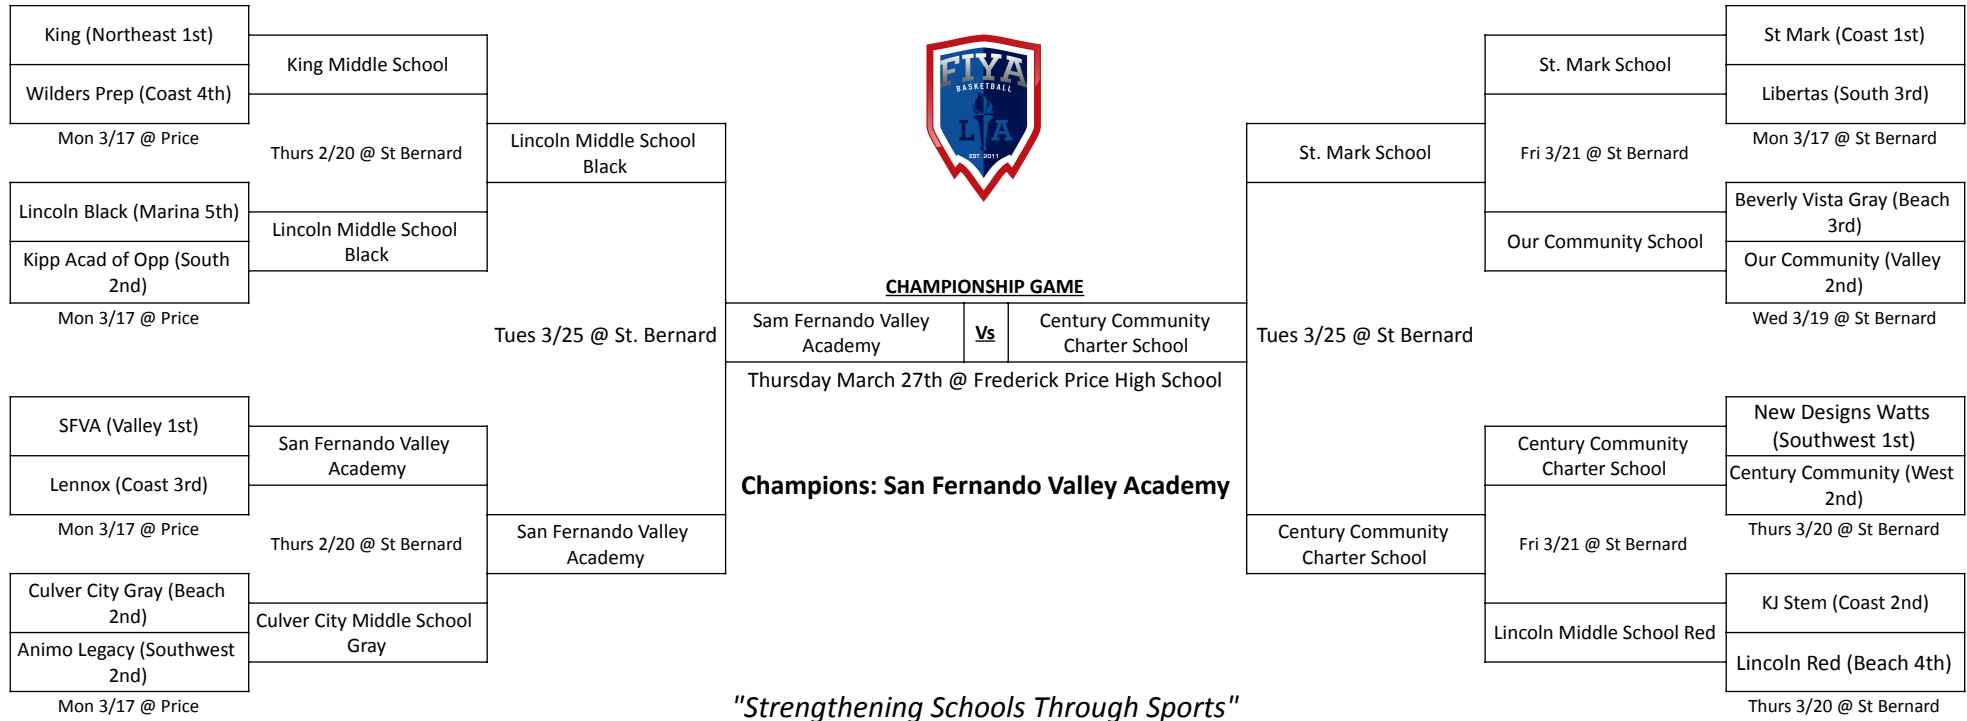 King (Northeast 1st)
Wilders Prep (Coast 4th)
Mon 3/17 @ Price
Lincoln Black (Marina 5th)
Kipp Acad of Opp (South
2nd)
Mon 3/17 @ Price
SFVA (Valley 1st)
Lennox (Coast 3rd)
Mon 3/17 @ Price
Culver City Gray (Beach
2nd)
Animo Legacy (Southwest
2nd)
Mon 3/17 @ Price
King Middle School
Thurs 2/20 @ St Bernard
Lincoln Middle School
Black
San Fernando Valley
Academy
Thurs 2/20 @ St Bernard
Culver City Middle School
Gray
Lincoln Middle School
Black
Tues 3/25 @ St. Bernard
San Fernando Valley
Academy
FIYA
BASKETBALL
LA
EST. 2011
CHAMPIONSHIP GAME
Sam Fernando Valley
Academy
Vs
Century Community
Charter School
Thursday March 27th @ Frederick Price High School
Champions: San Fernando Valley Academy
"Strengthening Schools Through Sports"
St. Mark School
Tues 3/25 @ St Bernard
Century Community
Charter School
St. Mark School
Fri 3/21 @ St Bernard
Our Community School
Century Community
Charter School
Fri 3/21 @ St Bernard
Lincoln Middle School Red
St Mark (Coast 1st)
Libertas (South 3rd)
Mon 3/17 @ St Bernard
Beverly Vista Gray (Beach
3rd)
Our Community (Valley
2nd)
Wed 3/19 @ St Bernard
New Designs Watts
(Southwest 1st)
Century Community (West
2nd)
Thurs 3/20 @ St Bernard
KJ Stem (Coast 2nd)
Lincoln Red (Beach 4th)
Thurs 3/20 @ St Bernard